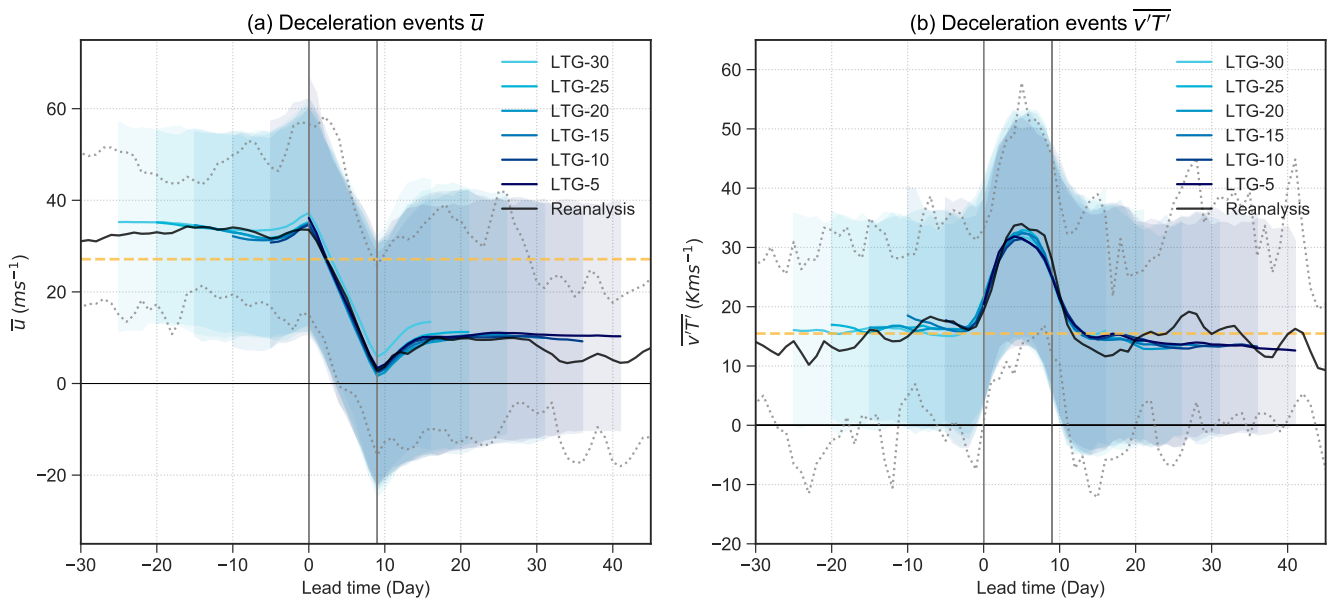 (a) Deceleration events u̅
LTG-30
LTG-25
LTG-20
LTG-15
LTG-10
LTG-5
Reanalysis
60
40
20
0
−20
u̅ (ms⁻¹)
−30 −20 −10 0 10 20 30 40
Lead time (Day)
(b) Deceleration events v′T′
LTG-30
LTG-25
LTG-20
LTG-15
LTG-10
LTG-5
Reanalysis
60
50
40
30
20
10
0
−10
−20
v′T′ (Kms⁻¹)
−30 −20 −10 0 10 20 30 40
Lead time (Day)